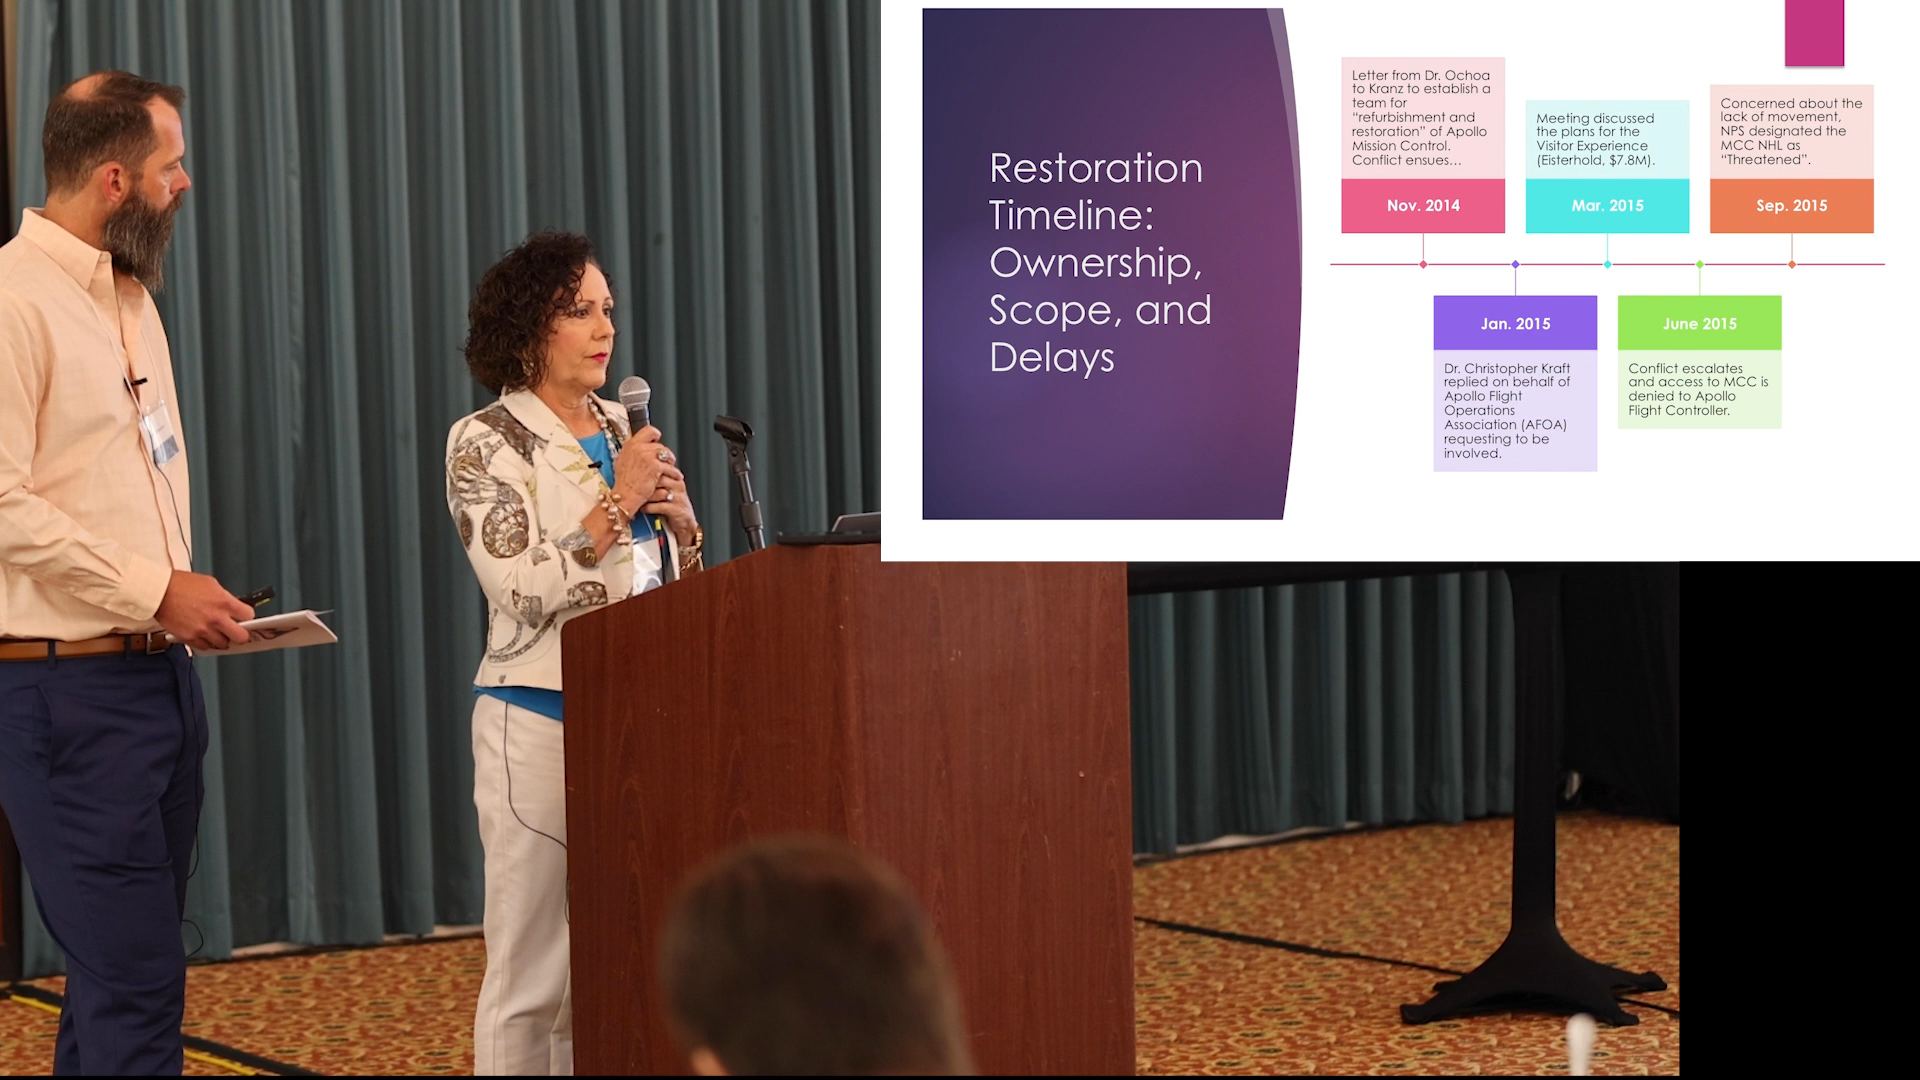 Restoration
Timeline:
Ownership,
Scope, and
Delays
Letter from Dr. Ochoa
to Kranz to establish a
team for
“refurbishment and
restoration” of Apollo
Mission Control.
Conflict ensues…
Nov. 2014
Jan. 2015
Dr. Christopher Kraft
replied on behalf of
Apollo Flight
Operations
Association (AFOA)
requesting to be
involved.
Meeting discussed
the plans for the
Visitor Experience
(Eisterhold, $7.8M).
Mar. 2015
June 2015
Conflict escalates
and access to MCC is
denied to Apollo
Flight Controller.
Concerned about the
lack of movement,
NPS designated the
MCC NHL as
“Threatened”.
Sep. 2015